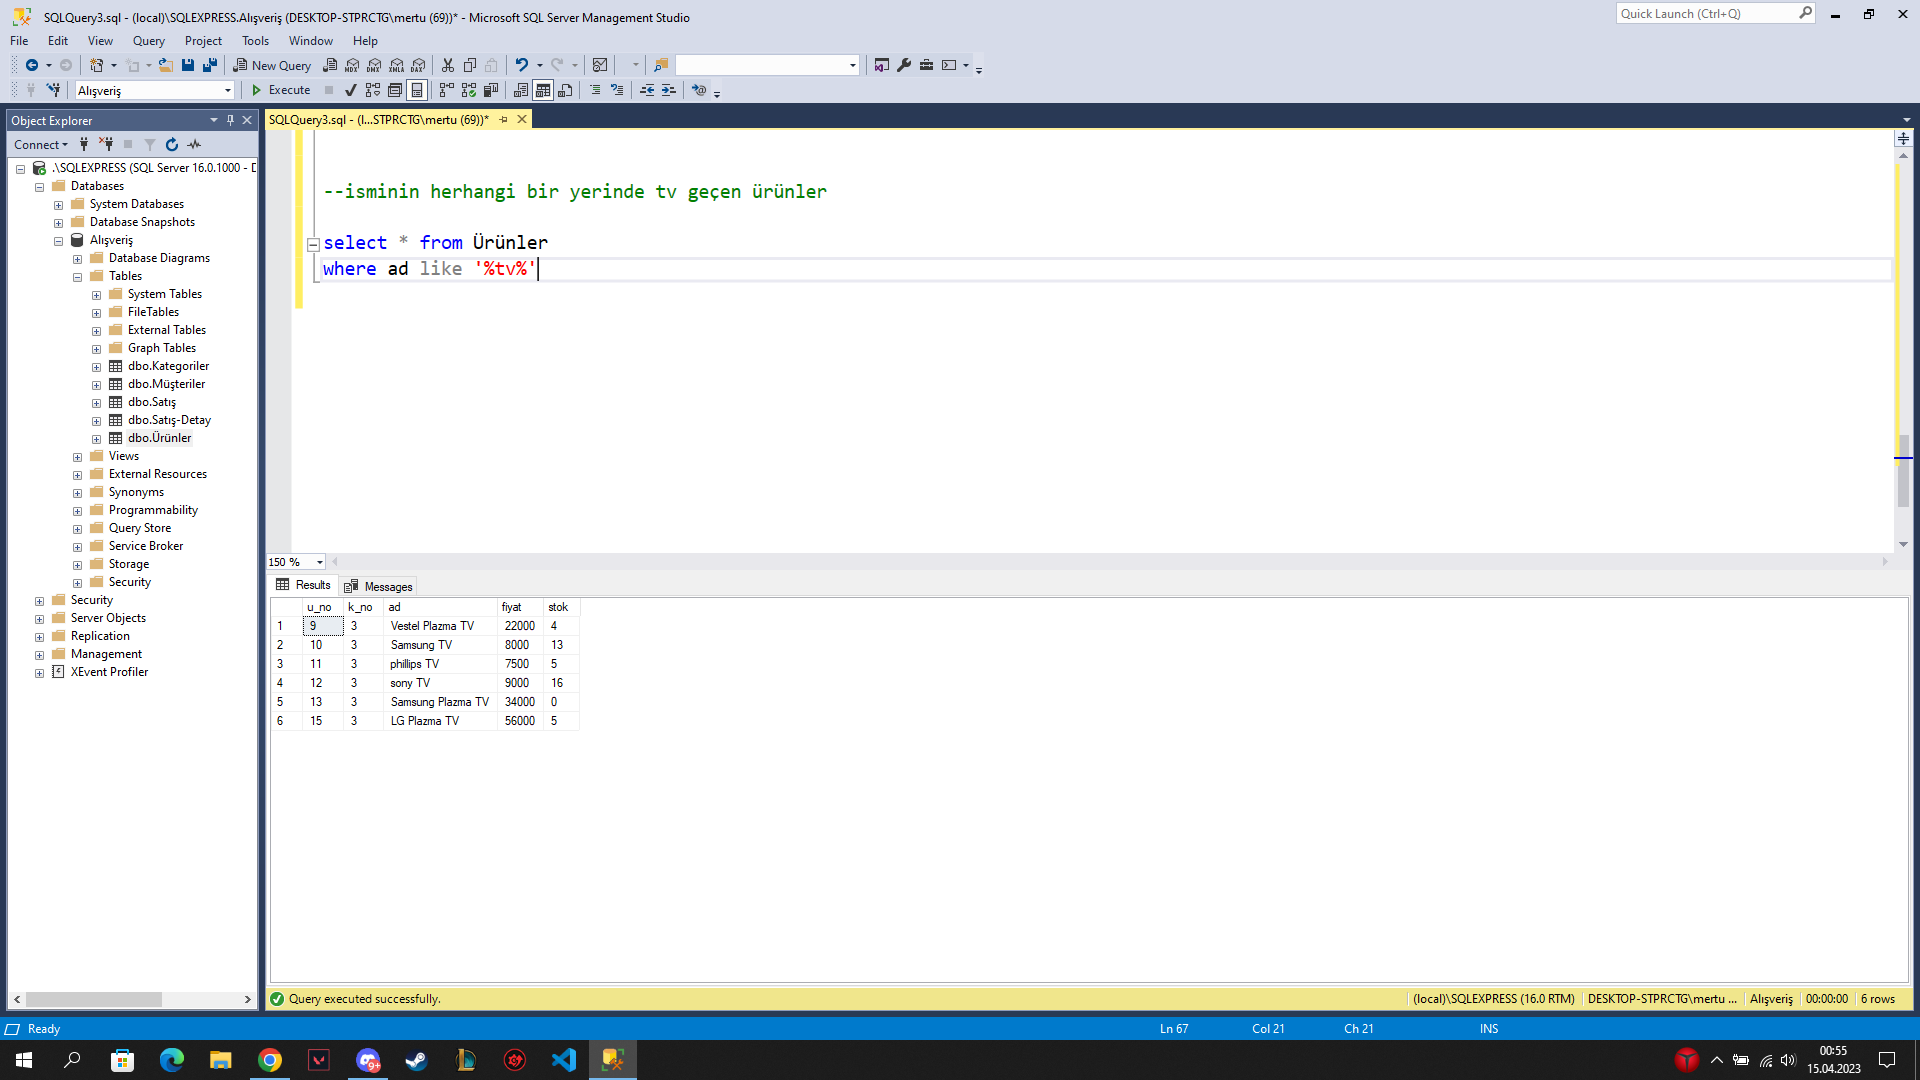 SQLQuery3.sql - (local)\SQLEXPRESS.Alışveriş (DESKTOP-STPRCTG\mertu (69))* - Microsoft SQL Server Management Studio
Quick Launch (Ctrl+Q)
File Edit View Query Project Tools Window Help
New Query
MDX DMX XMLA DAX
Alışveriş
Execute
Object Explorer
SQLQuery3.sql - (l...STPRCTG\mertu (69))*
Connect
.\SQLEXPRESS (SQL Server 16.0.1000 - D
Databases
System Databases
Database Snapshots
Alışveriş
Database Diagrams
Tables
System Tables
FileTables
External Tables
Graph Tables
dbo.Kategoriler
dbo.Müşteriler
dbo.Satış
dbo.Satış-Detay
dbo.Ürünler
Views
External Resources
Synonyms
Programmability
Query Store
Service Broker
Storage
Security
Security
Server Objects
Replication
Management
XEvent Profiler
--isminin herhangi bir yerinde tv geçen ürünler
select * from Ürünler
where ad like '%tv%'
150 %
Results Messages
u_no k_no ad fiyat stok
1 9 3 Vestel Plazma TV 22000 4
2 10 3 Samsung TV 8000 13
3 11 3 phillips TV 7500 5
4 12 3 sony TV 9000 16
5 13 3 Samsung Plazma TV 34000 0
6 15 3 LG Plazma TV 56000 5
Query executed successfully.
(local)\SQLEXPRESS (16.0 RTM) DESKTOP-STPRCTG\mertu ... Alışveriş 00:00:00 6 rows
Ready
Ln 67 Col 21 Ch 21 INS
9+
00:55
15.04.2023